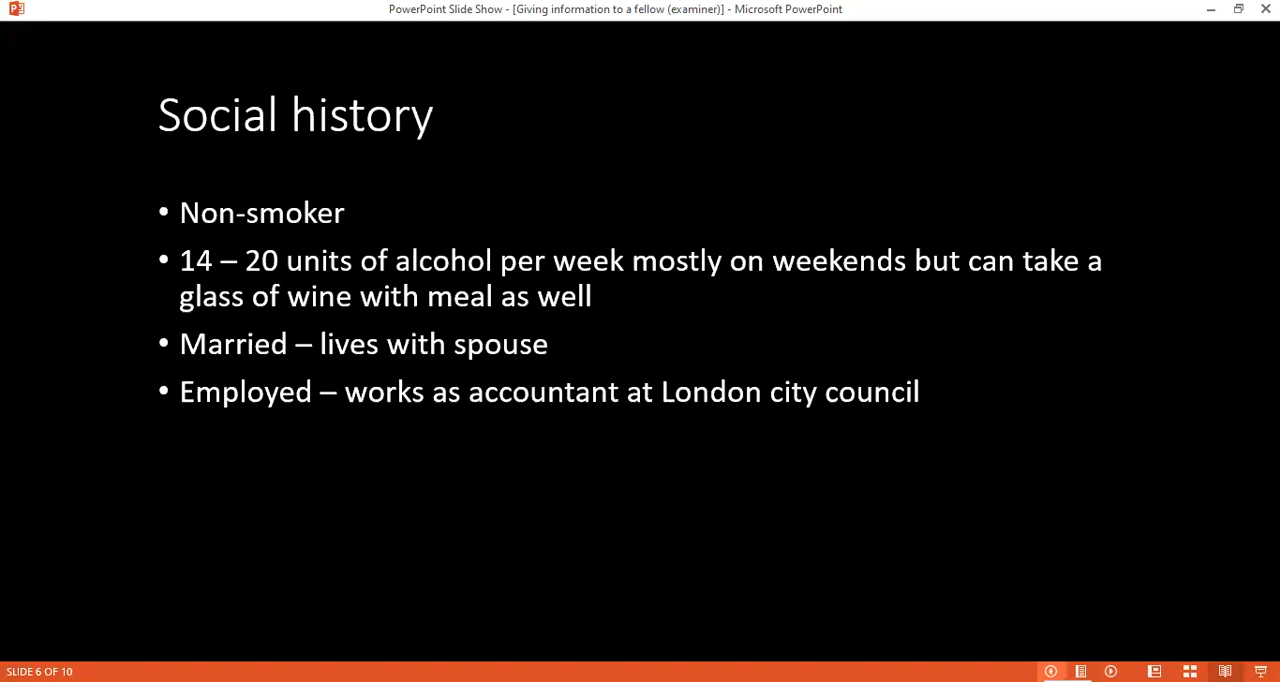 PowerPoint Slide Show - [Giving information to a fellow (examiner)] - Microsoft PowerPoint
Social history
• Non-smoker
• 14 – 20 units of alcohol per week mostly on weekends but can take a
glass of wine with meal as well
• Married – lives with spouse
• Employed – works as accountant at London city council
SLIDE 6 OF 10